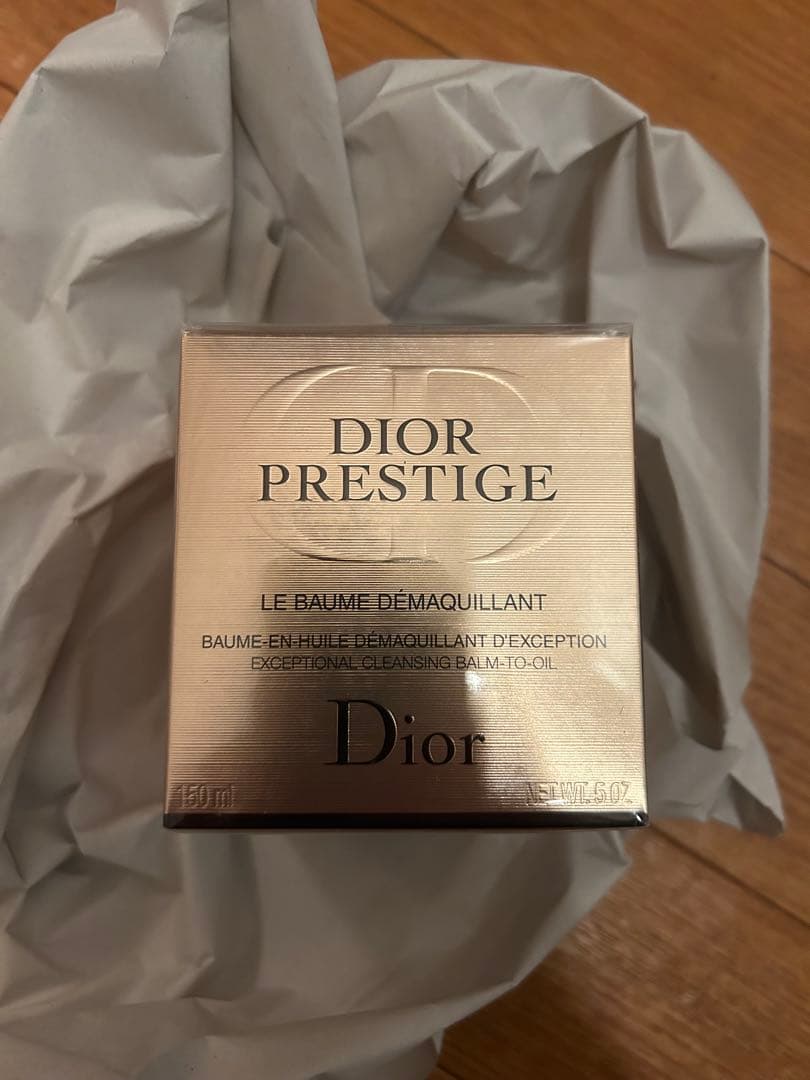 DIOR
PRESTIGE
LE BAUME DÉMAQUILLANT
BAUME-EN-HUILE DÉMAQUILLANT D'EXCEPTION
EXCEPTIONAL CLEANSING BALM-TO-OIL
Dior
150 ml NET WT. 5 OZ.